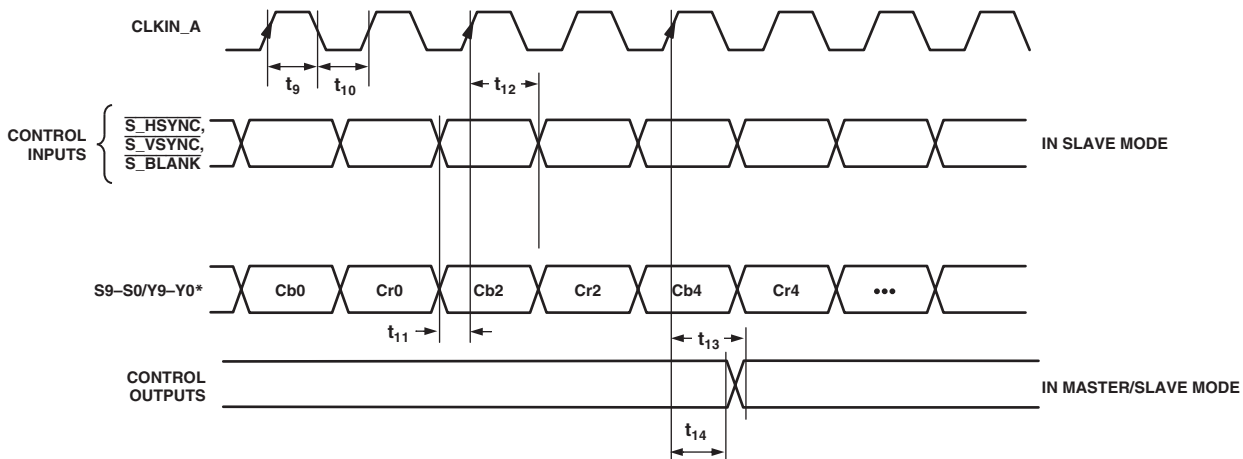 CLKIN_A
t9
t10
t12
CONTROL
INPUTS
S_HSYNC,
S_VSYNC,
S_BLANK
IN SLAVE MODE
S9–S0/Y9–Y0*
Cb0
Cr0
Cb2
Cr2
Cb4
Cr4
•••
t11
t13
CONTROL
OUTPUTS
IN MASTER/SLAVE MODE
t14